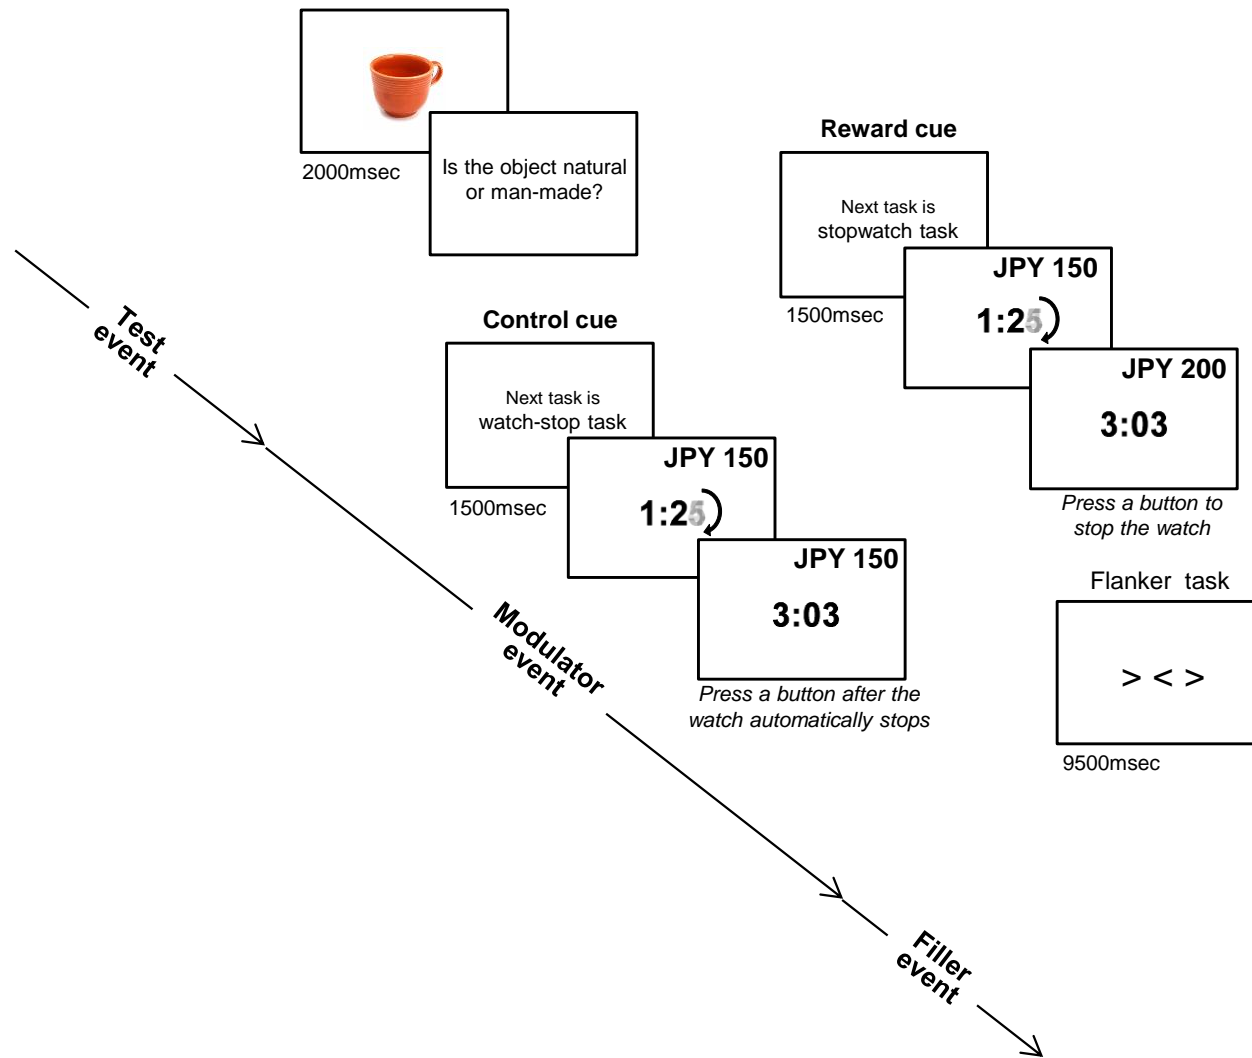 2000msec
Is the object natural
or man-made?
Reward cue
Next task is
stopwatch task
1500msec
JPY 150
1:25
JPY 200
3:03
Press a button to
stop the watch
Control cue
Next task is
watch-stop task
1500msec
JPY 150
1:25
JPY 150
3:03
Press a button after the
watch automatically stops
Flanker task
> < >
9500msec
Test
event
Modulator
event
Filler
event